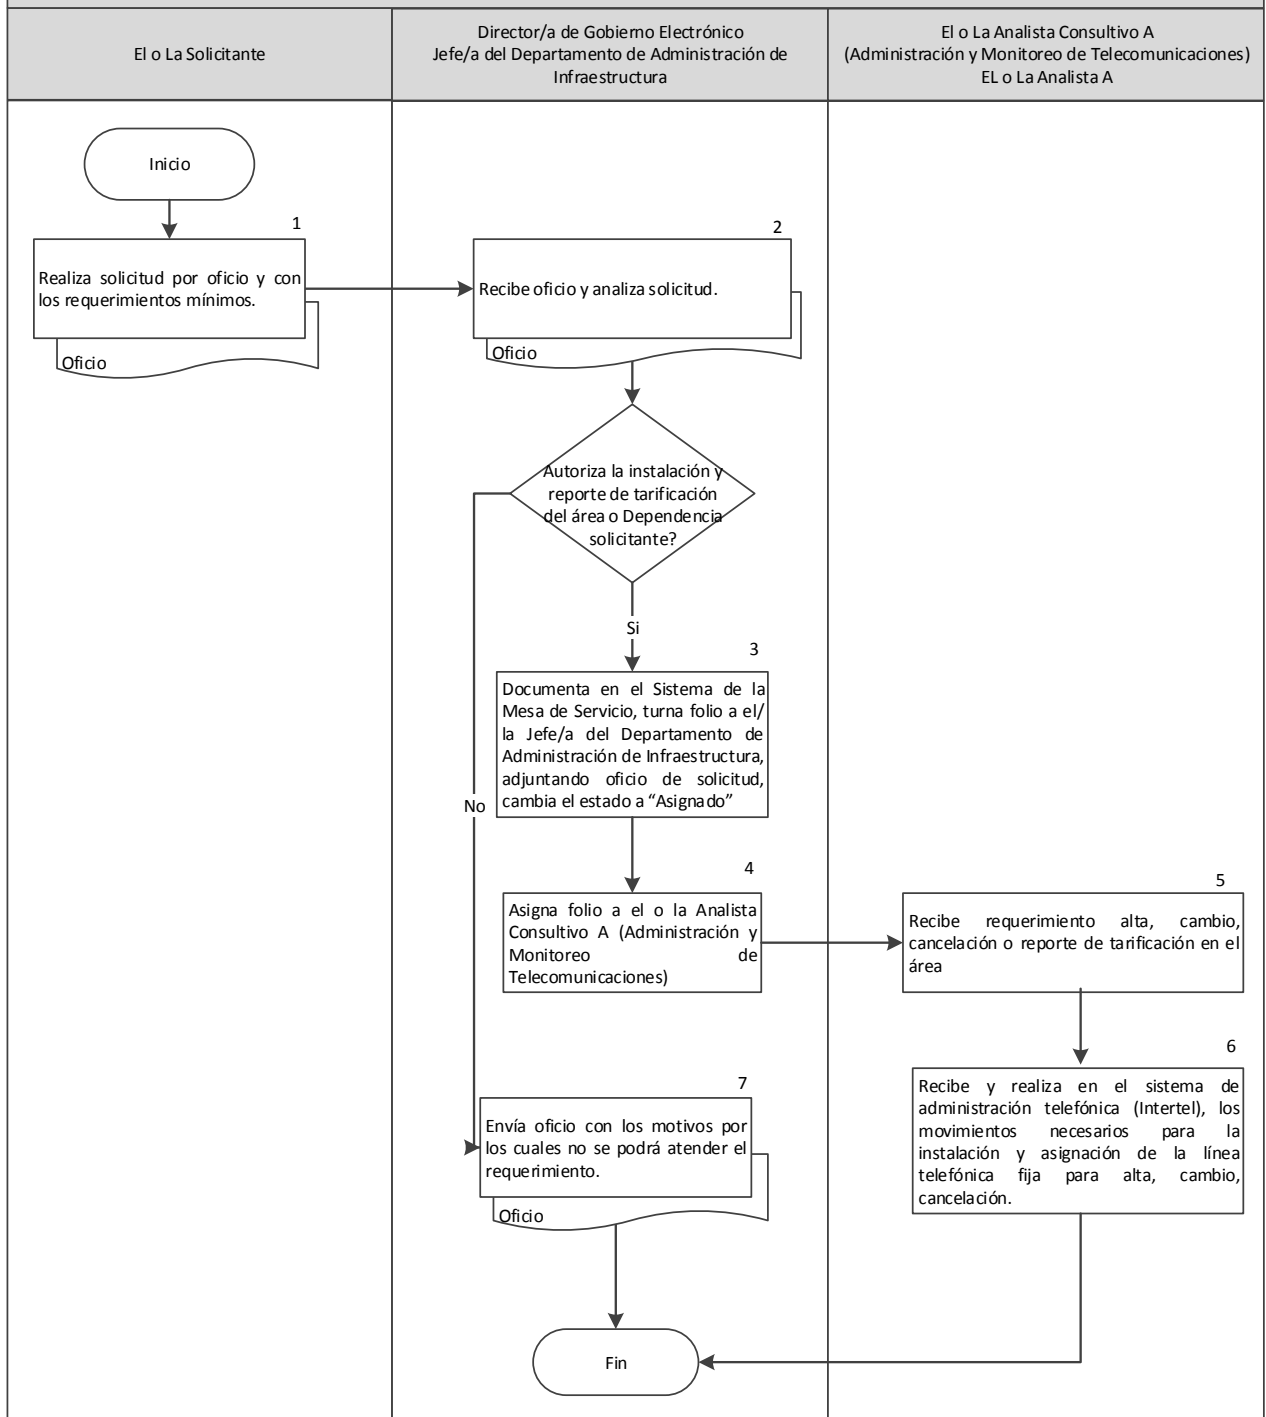 El o La Solicitante
Director/a de Gobierno Electrónico
Jefe/a del Departamento de Administración de
Infraestructura
El o La Analista Consultivo A
(Administración y Monitoreo de Telecomunicaciones)
EL o La Analista A
Inicio
1
Realiza solicitud por oficio y con
los requerimientos mínimos.
Oficio
2
Recibe oficio y analiza solicitud.
Oficio
Autoriza la instalación y
reporte de tarificación
del área o Dependencia
solicitante?
Si
No
3
Documenta en el Sistema de la
Mesa de Servicio, turna folio a el/
la Jefe/a del Departamento de
Administración de Infraestructura,
adjuntando oficio de solicitud,
cambia el estado a “Asignado”
4
Asigna folio a el o la Analista
Consultivo A (Administración y
Monitoreo de
Telecomunicaciones)
5
Recibe requerimiento alta, cambio,
cancelación o reporte de tarificación en el
área
6
Recibe y realiza en el sistema de
administración telefónica (Intertel), los
movimientos necesarios para la
instalación y asignación de la línea
telefónica fija para alta, cambio,
cancelación.
7
Envía oficio con los motivos por
los cuales no se podrá atender el
requerimiento.
Oficio
Fin